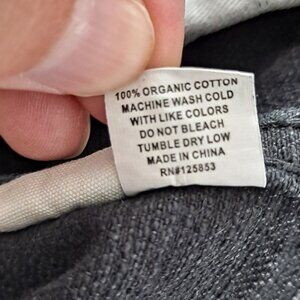 100% ORGANIC COTTON
MACHINE WASH COLD
WITH LIKE COLORS
DO NOT BLEACH
TUMBLE DRY LOW
MADE IN CHINA
RN#125853